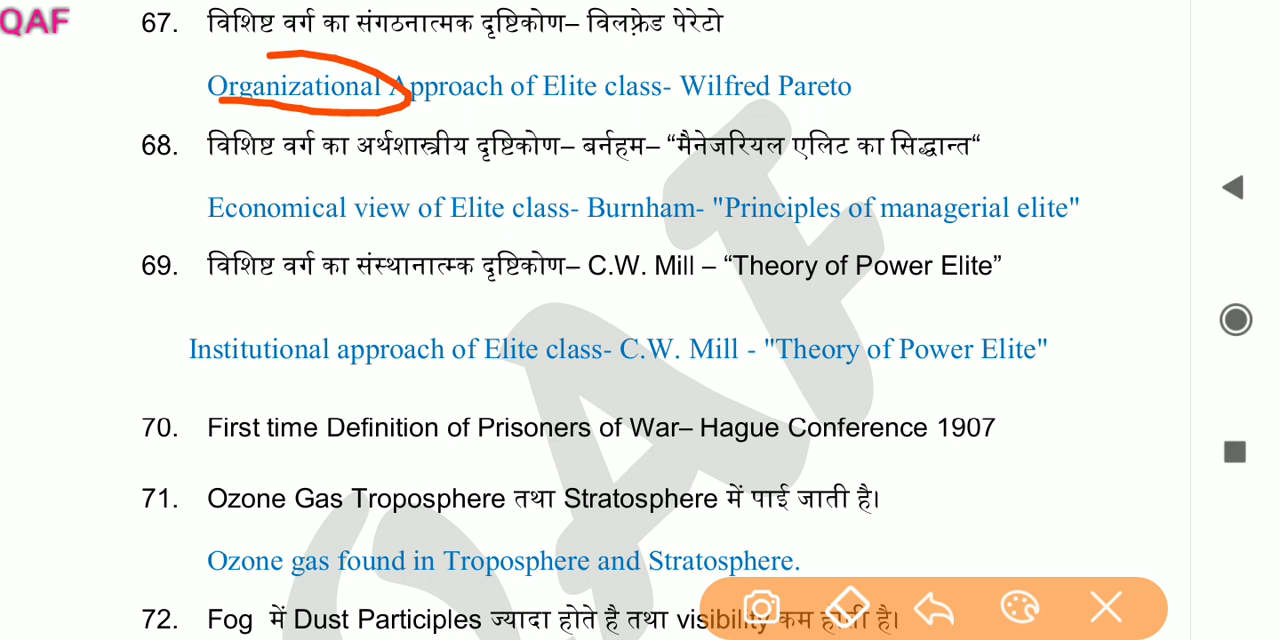 QAF
67. विशिष्ट वर्ग का संगठनात्मक दृष्टिकोण– विलफ्रेड पेरेटो
Organizational Approach of Elite class- Wilfred Pareto
68. विशिष्ट वर्ग का अर्थशास्त्रीय दृष्टिकोण– बर्नहम– “मैनेजरियल एलिट का सिद्धान्त“
Economical view of Elite class- Burnham- "Principles of managerial elite"
69. विशिष्ट वर्ग का संस्थानात्म्क दृष्टिकोण– C.W. Mill – “Theory of Power Elite”
Institutional approach of Elite class- C.W. Mill - "Theory of Power Elite"
70. First time Definition of Prisoners of War– Hague Conference 1907
71. Ozone Gas Troposphere तथा Stratosphere में पाई जाती है।
Ozone gas found in Troposphere and Stratosphere.
72. Fog में Dust Participles ज्यादा होते है तथा visibility कम होती है।